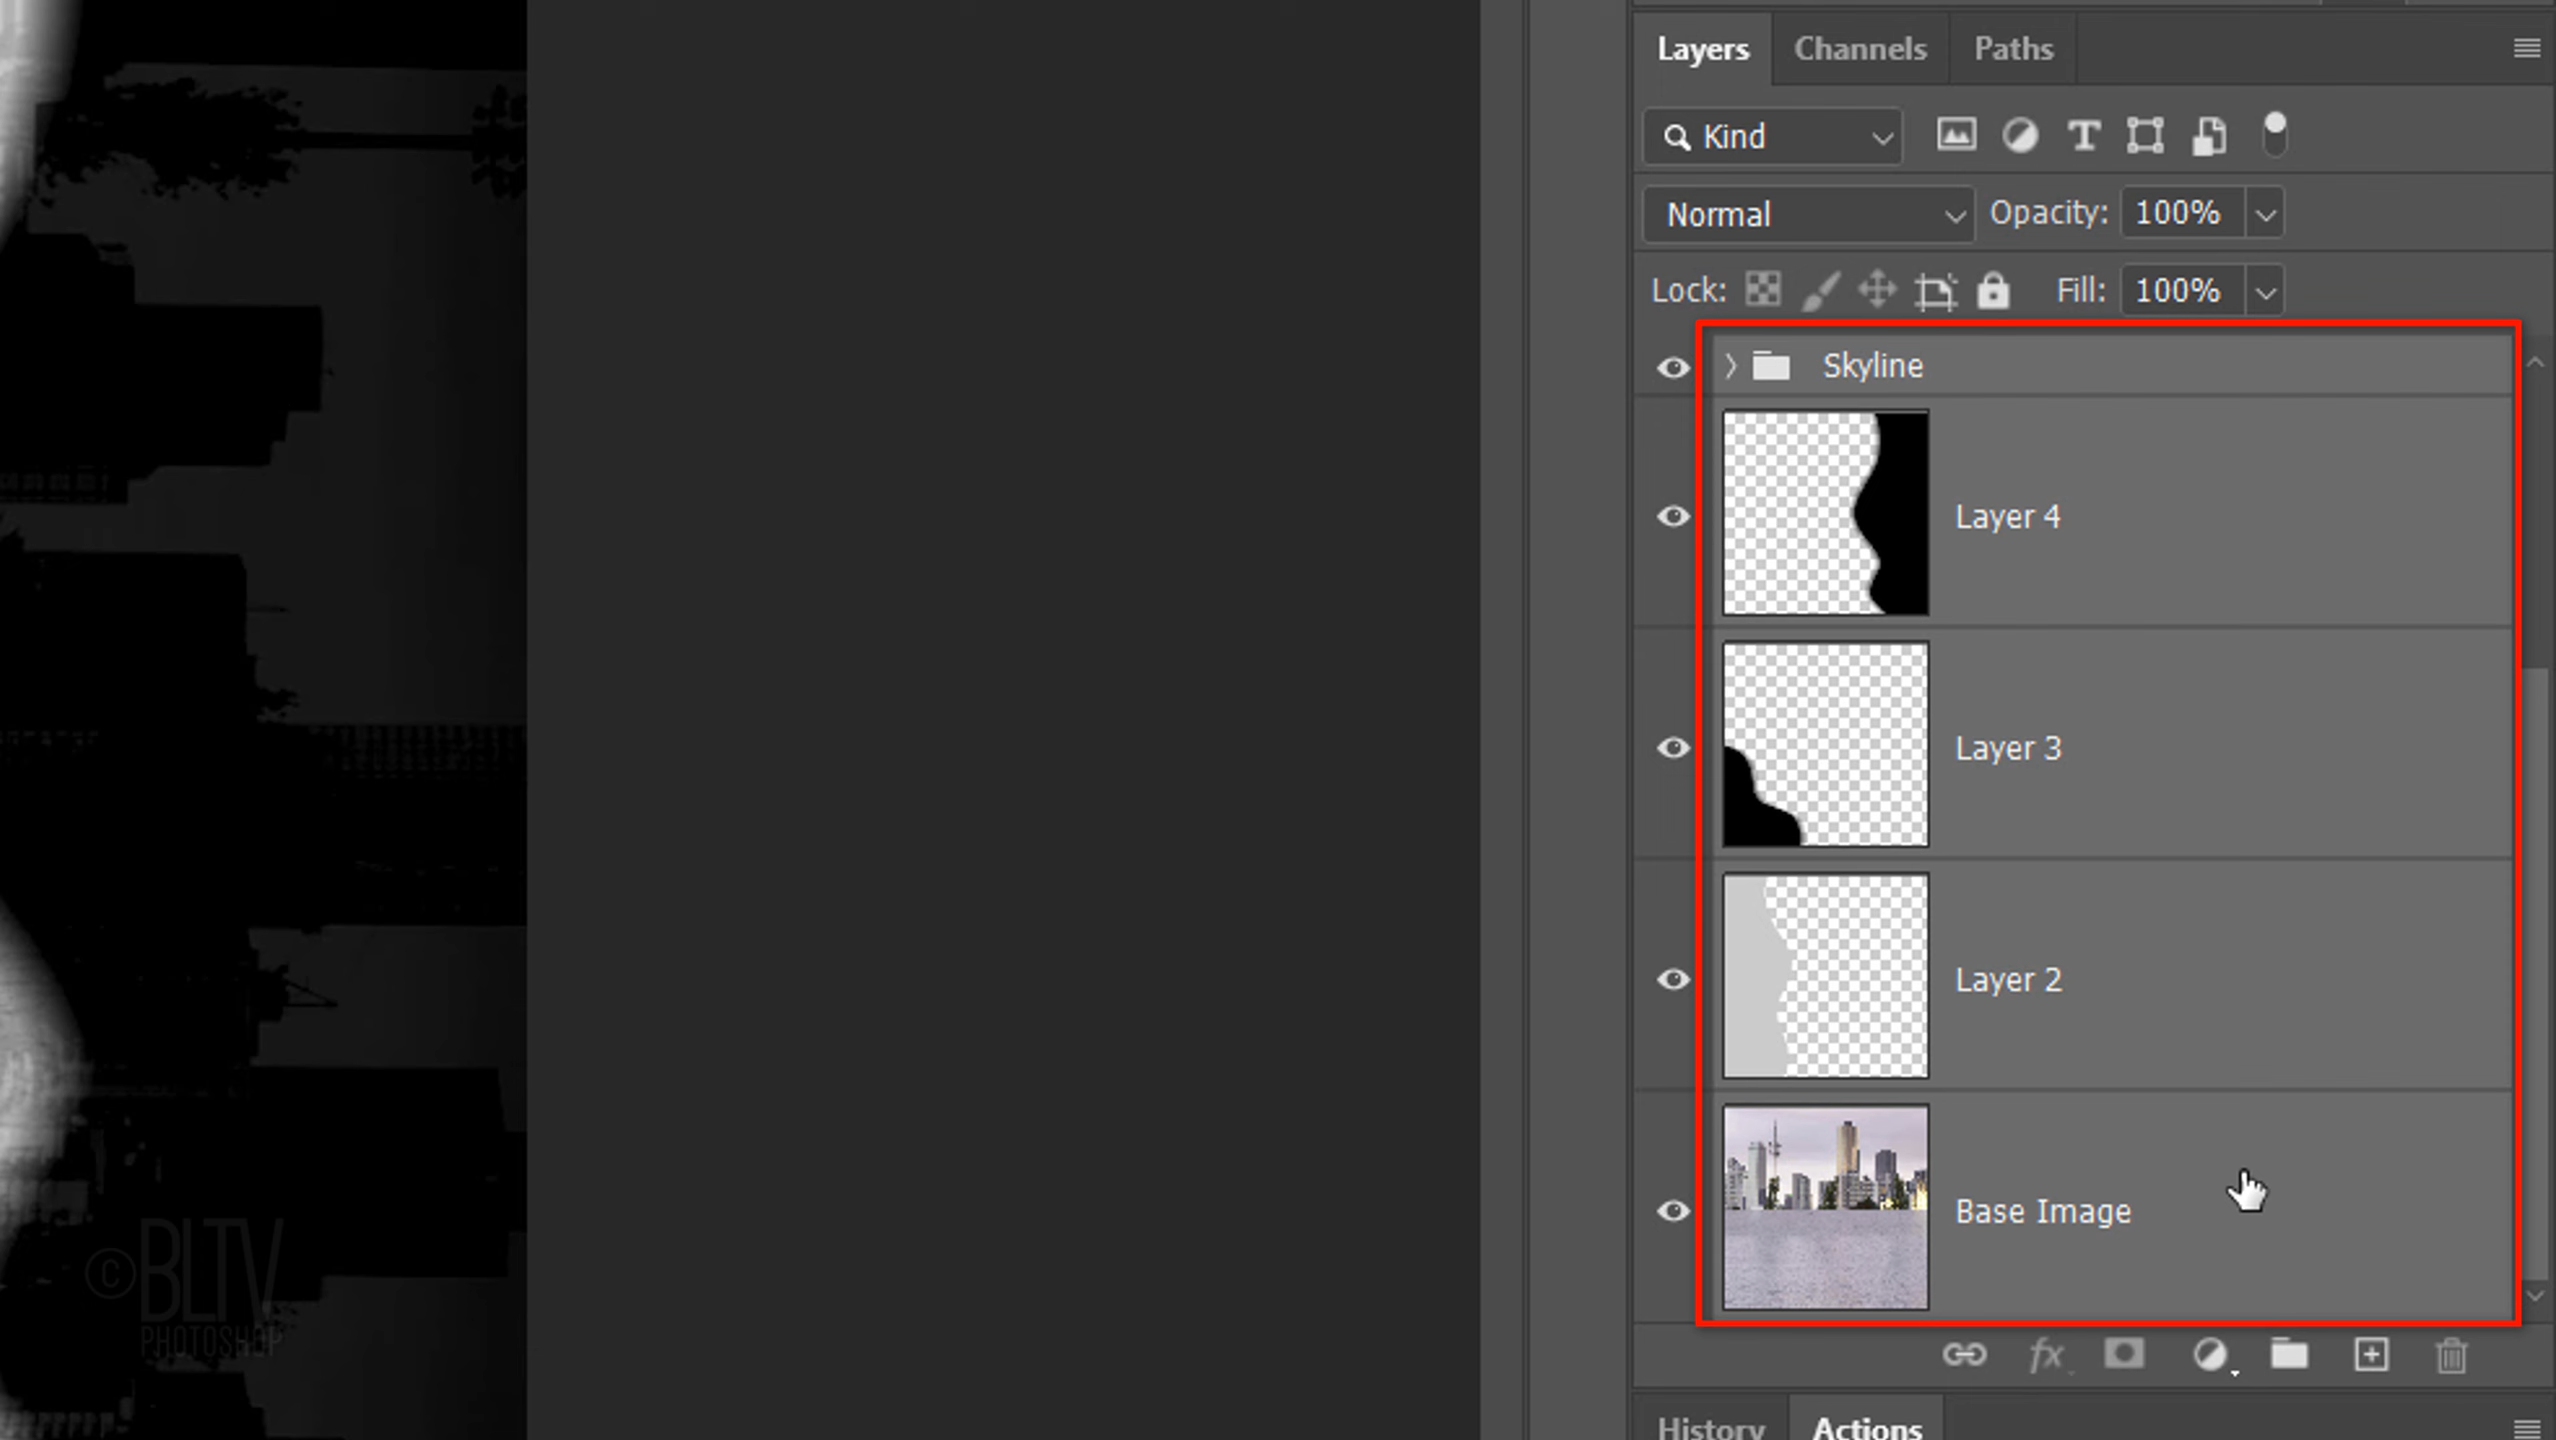 Layers Channels Paths
Kind
Normal Opacity: 100%
Lock: Fill: 100%
Skyline
Layer 4
Layer 3
Layer 2
Base Image
fx
History Actions
©BLTV
PHOTOSHOP